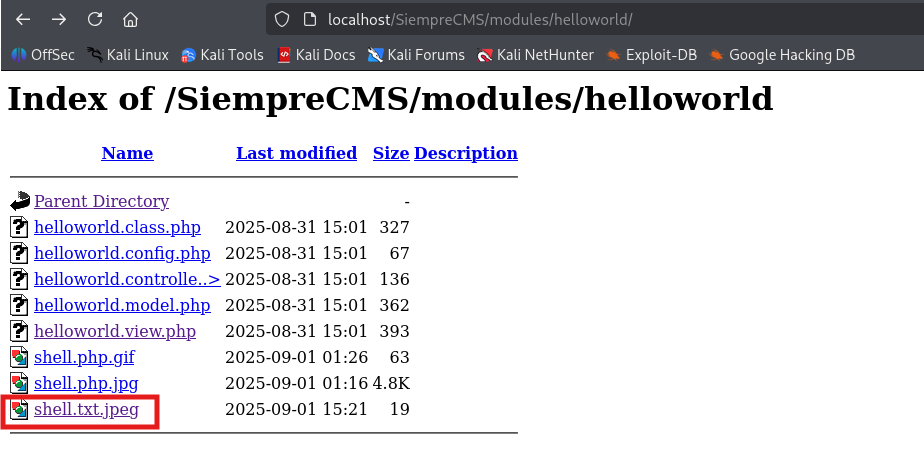 localhost/SiempreCMS/modules/helloworld/
OffSec Kali Linux Kali Tools Kali Docs Kali Forums Kali NetHunter Exploit-DB Google Hacking DB
Index of /SiempreCMS/modules/helloworld
Name Last modified Size Description
Parent Directory -
helloworld.class.php 2025-08-31 15:01 327
helloworld.config.php 2025-08-31 15:01 67
helloworld.controlle..> 2025-08-31 15:01 136
helloworld.model.php 2025-08-31 15:01 362
helloworld.view.php 2025-08-31 15:01 393
shell.php.gif 2025-09-01 01:26 63
shell.php.jpg 2025-09-01 01:16 4.8K
shell.txt.jpeg 2025-09-01 15:21 19